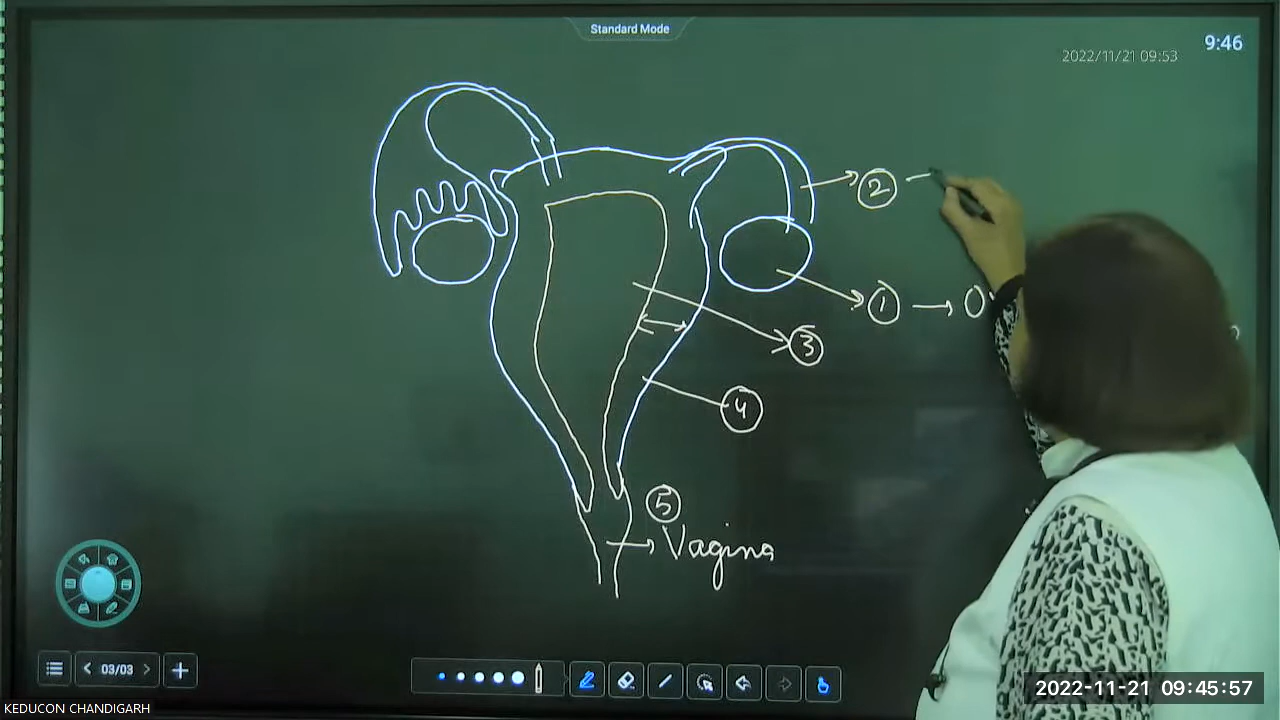 Standard Mode
9:46
2022/11/21 09:53
② →
① → O
③
④
⑤
→ Vagina
03/03
2022-11-21 09:45:57
KEDUCON CHANDIGARH